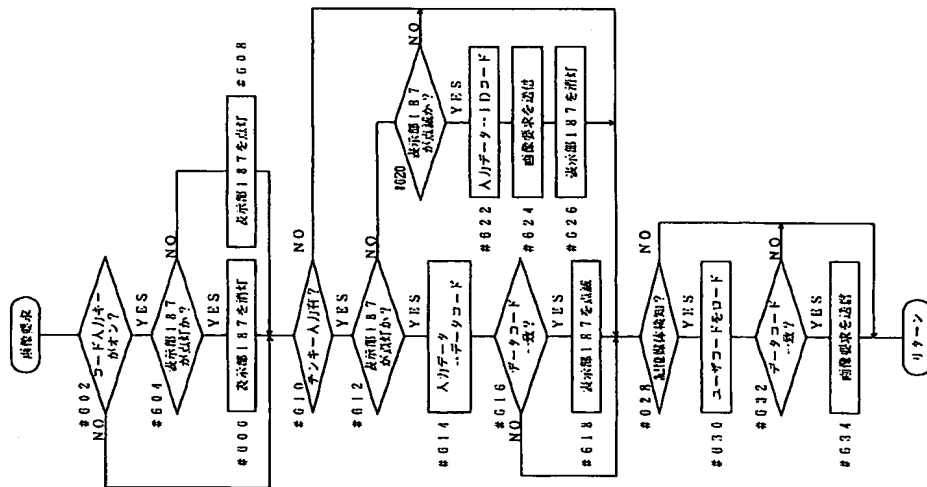 画像要求
#602
コード入力キー
がオン?
NO
YES
#604
表示部187
が点灯か?
NO
YES
#606
表示部187を消灯
#608
表示部187を点灯
#610
テンキー入力有?
NO
YES
#612
表示部187
が点灯か?
NO
YES
#614
入力データ
→データコード
#616
データコード
一致?
NO
YES
#618
表示部187を点滅
#620
表示部187
が点滅か?
NO
YES
#622
入力データ→IDコード
#624
画像要求を送信
#626
表示部187を消灯
#628
記憶媒体検知?
NO
YES
#630
ユーザコードをロード
#632
データコード
一致?
NO
YES
#634
画像要求を送信
リターン